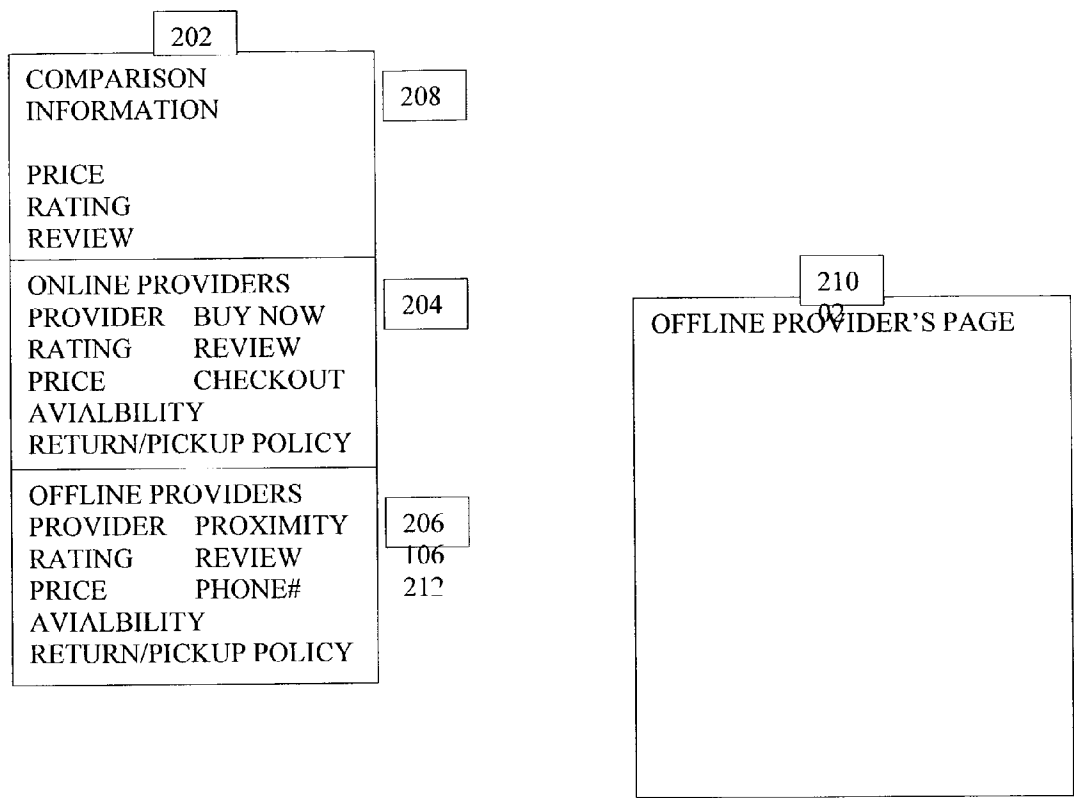 202
COMPARISON
INFORMATION
208
PRICE
RATING
REVIEW
ONLINE PROVIDERS
204
PROVIDER BUY NOW
RATING REVIEW
PRICE CHECKOUT
AVIALBILITY
RETURN/PICKUP POLICY
OFFLINE PROVIDERS
PROVIDER PROXIMITY
206
RATING REVIEW
106
PRICE PHONE#
212
AVIALBILITY
RETURN/PICKUP POLICY
210
02
OFFLINE PROVIDER'S PAGE